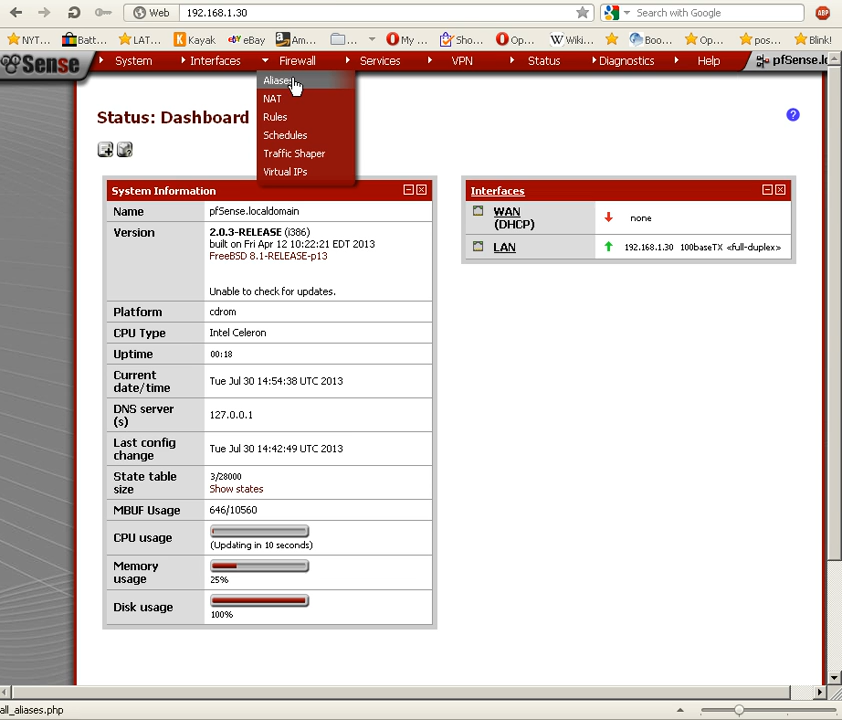 Web 192.168.1.30 Search with Google ABP
NYT... Batt... LAT... Kayak eBay Am... ... My ... Sho... Op... Wiki... Boo... Op... pos... Blink!
Sense System Interfaces Firewall Services VPN Status Diagnostics Help pfSense.lo
Aliases
NAT
Rules
Schedules
Traffic Shaper
Virtual IPs
Status: Dashboard
?
System Information
Name pfSense.localdomain
Version 2.0.3-RELEASE (i386)
built on Fri Apr 12 10:22:21 EDT 2013
FreeBSD 8.1-RELEASE-p13
Unable to check for updates.
Platform cdrom
CPU Type Intel Celeron
Uptime 00:18
Current
date/time Tue Jul 30 14:54:38 UTC 2013
DNS server
(s) 127.0.0.1
Last config
change Tue Jul 30 14:42:49 UTC 2013
State table
size 3/28000
Show states
MBUF Usage 646/10560
CPU usage
(Updating in 10 seconds)
Memory
usage 25%
Disk usage 100%
Interfaces
WAN
(DHCP) none
LAN 192.168.1.30 100baseTX <full-duplex>
all_aliases.php